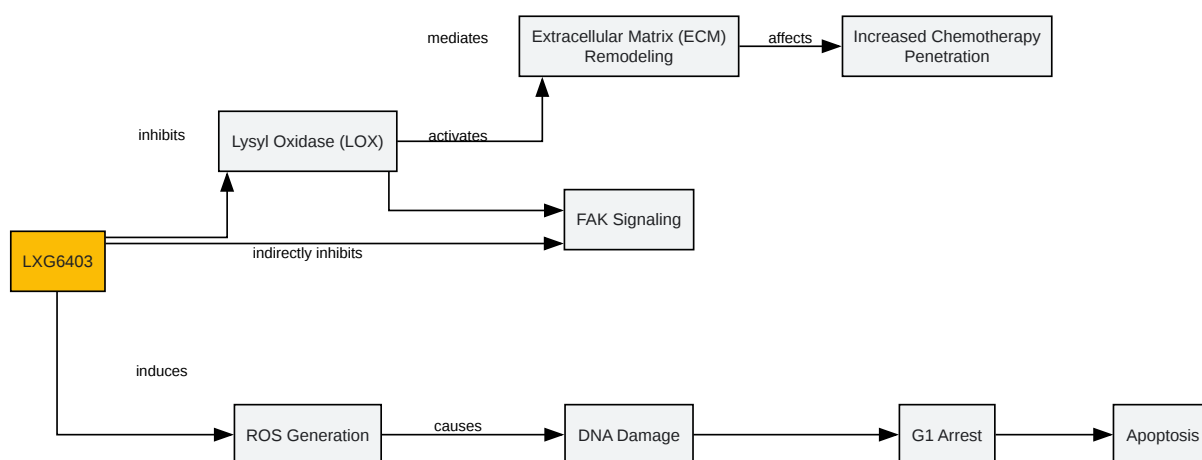 mediates
Extracellular Matrix (ECM)
Remodeling
affects
Increased Chemotherapy
Penetration
inhibits
Lysyl Oxidase (LOX)
activates
FAK Signaling
LXG6403
indirectly inhibits
induces
ROS Generation
causes
DNA Damage
G1 Arrest
Apoptosis